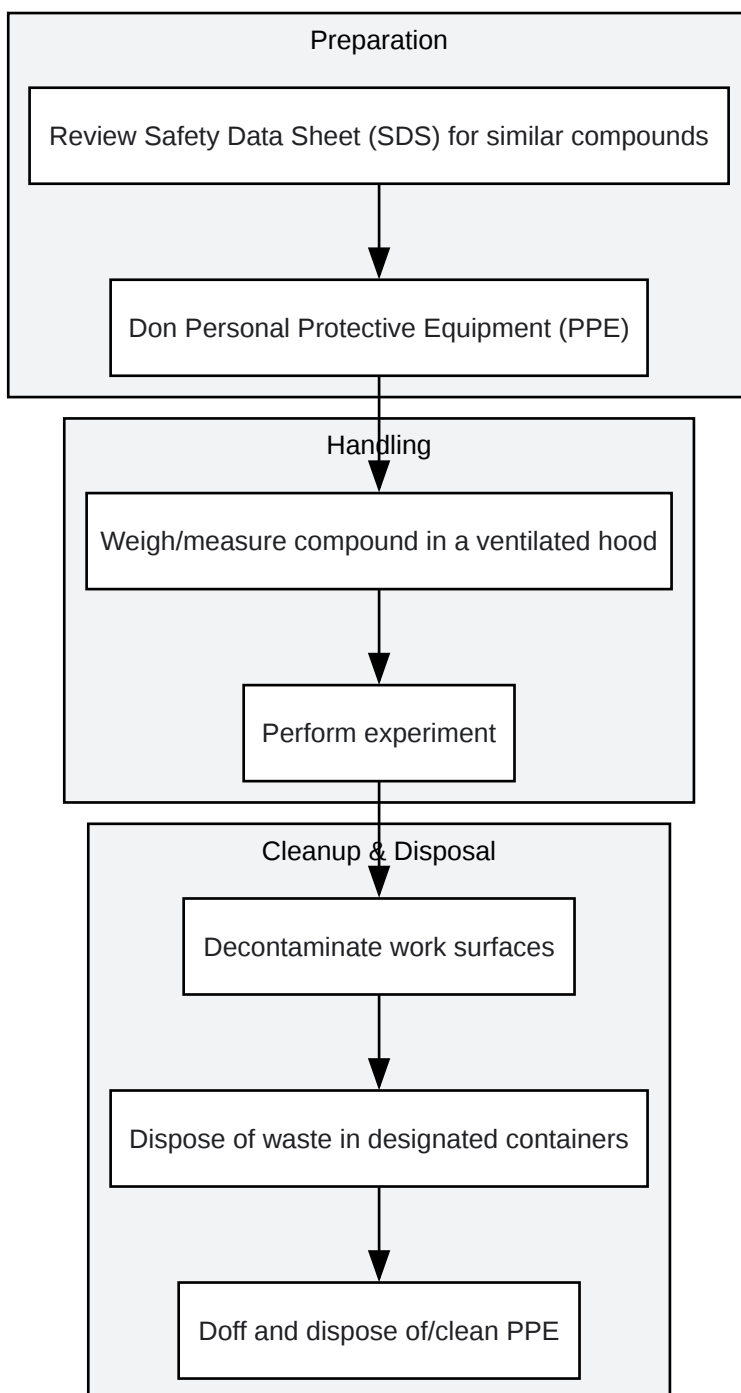 Preparation
Review Safety Data Sheet (SDS) for similar compounds
Don Personal Protective Equipment (PPE)
Handling
Weigh/measure compound in a ventilated hood
Perform experiment
Cleanup & Disposal
Decontaminate work surfaces
Dispose of waste in designated containers
Doff and dispose of/clean PPE